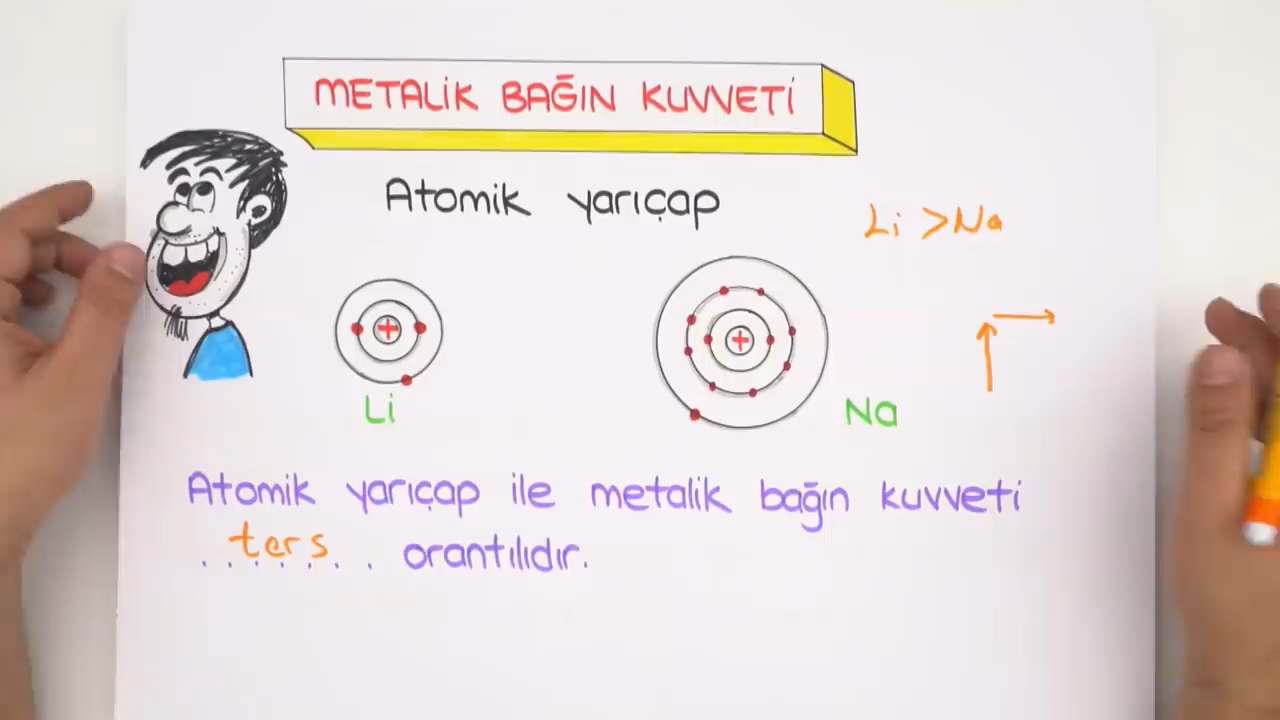 METALİK BAĞIN KUVVETİ
Atomik yarıçap
Li > Na
+
+
Li
Na
Atomik yarıçap ile metalik bağın kuvveti
..ters.. orantılıdır.